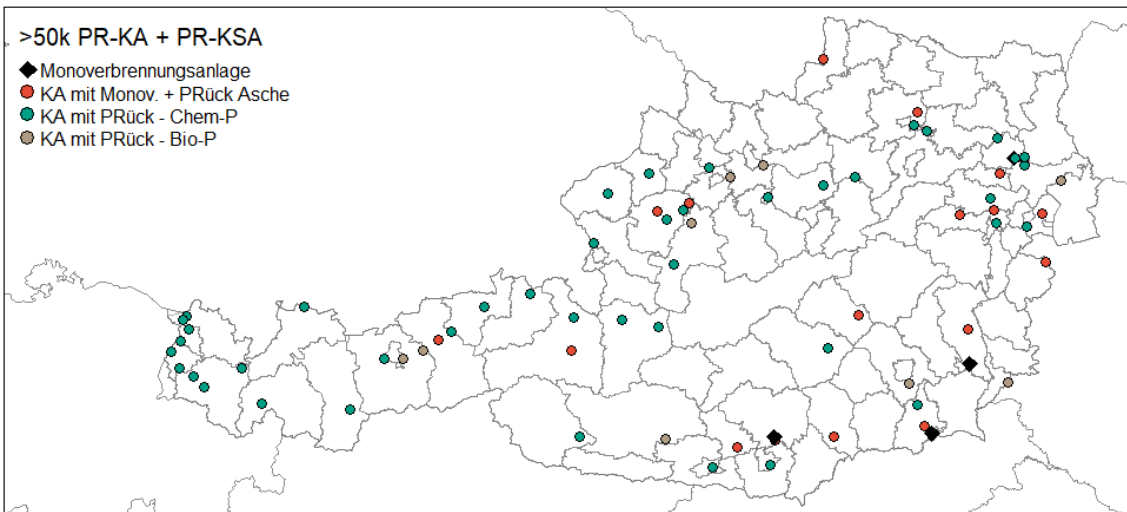 >50k PR-KA + PR-KSA
Monoverbrennungsanlage
KA mit Monov. + PRück Asche
KA mit PRück - Chem-P
KA mit PRück - Bio-P